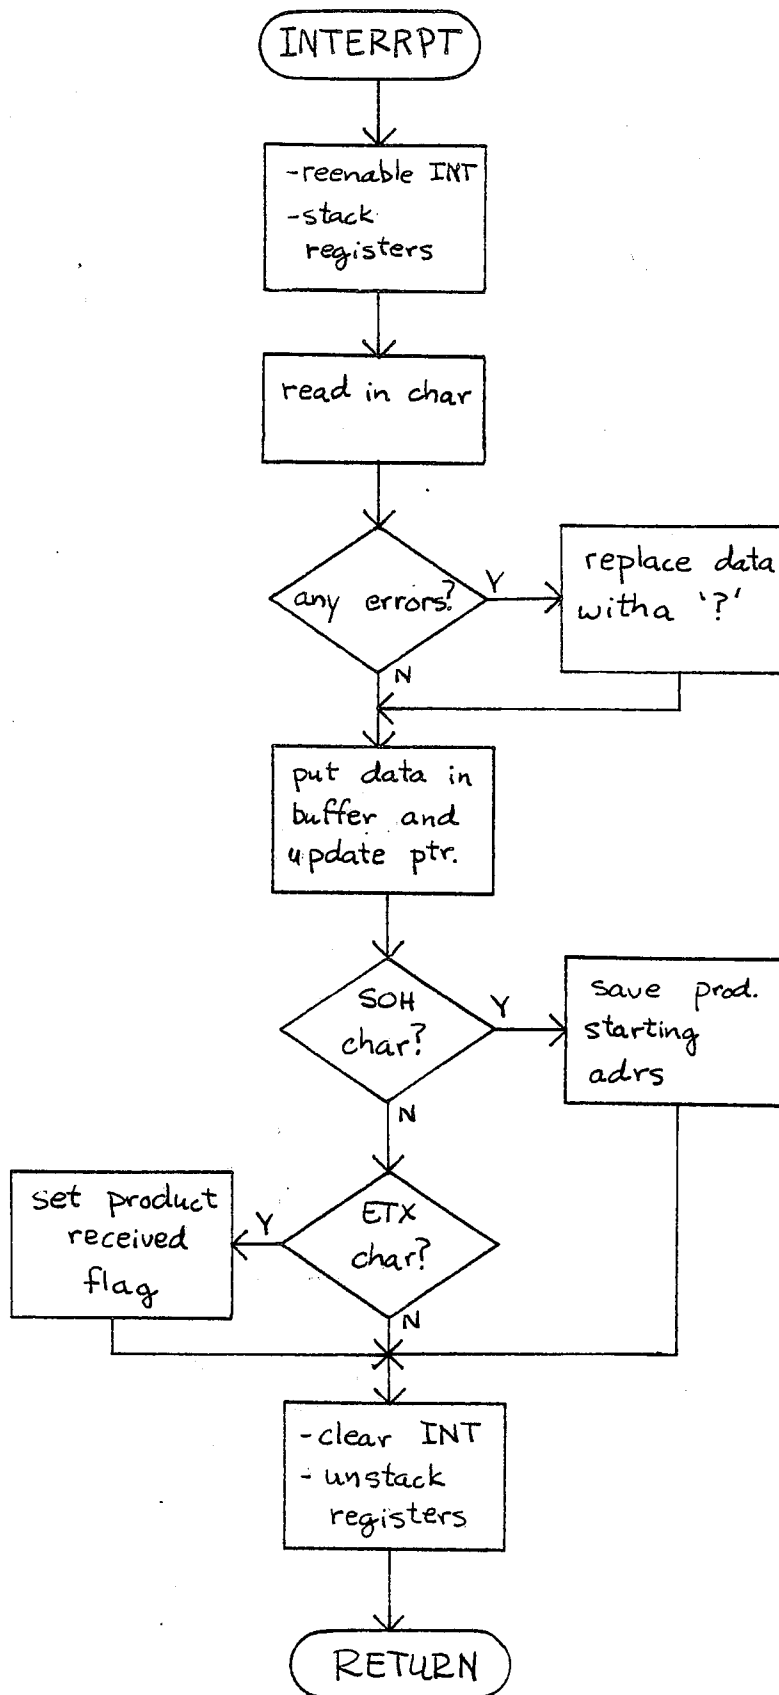 INTERRPT
-reenable INT
-stack
registers
read in char
any errors?
Y
replace data
witha '?'
N
put data in
buffer and
update ptr.
SOH
char?
Y
save prod.
starting
adrs
N
ETX
char?
Y
set product
received
flag
N
-clear INT
- unstack
registers
RETURN